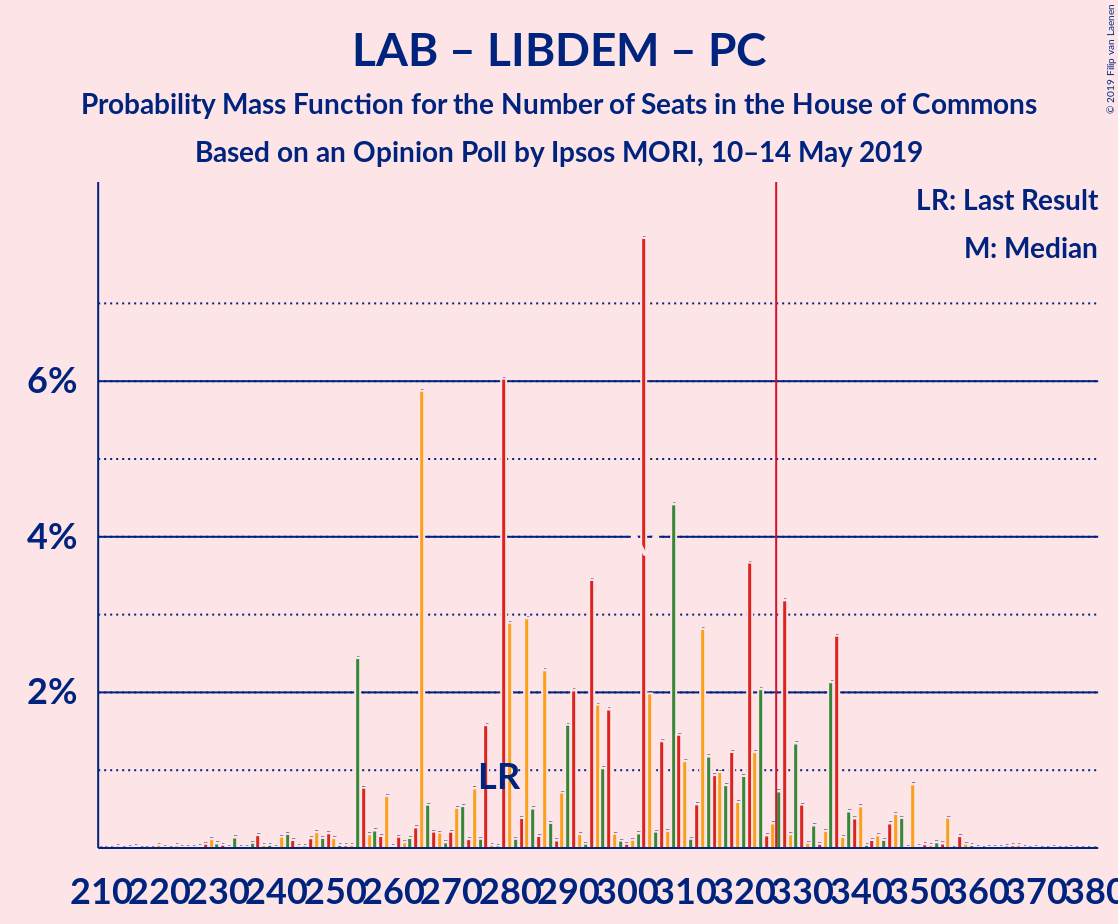 LAB – LIBDEM – PC
Probability Mass Function for the Number of Seats in the House of Commons
Based on an Opinion Poll by Ipsos MORI, 10–14 May 2019
© 2019 Filip van Laenen
LR: Last Result
M: Median
6%
4%
2%
LR
210 220 230 240 250 260 270 280 290 300 310 320 330 340 350 360 370 380